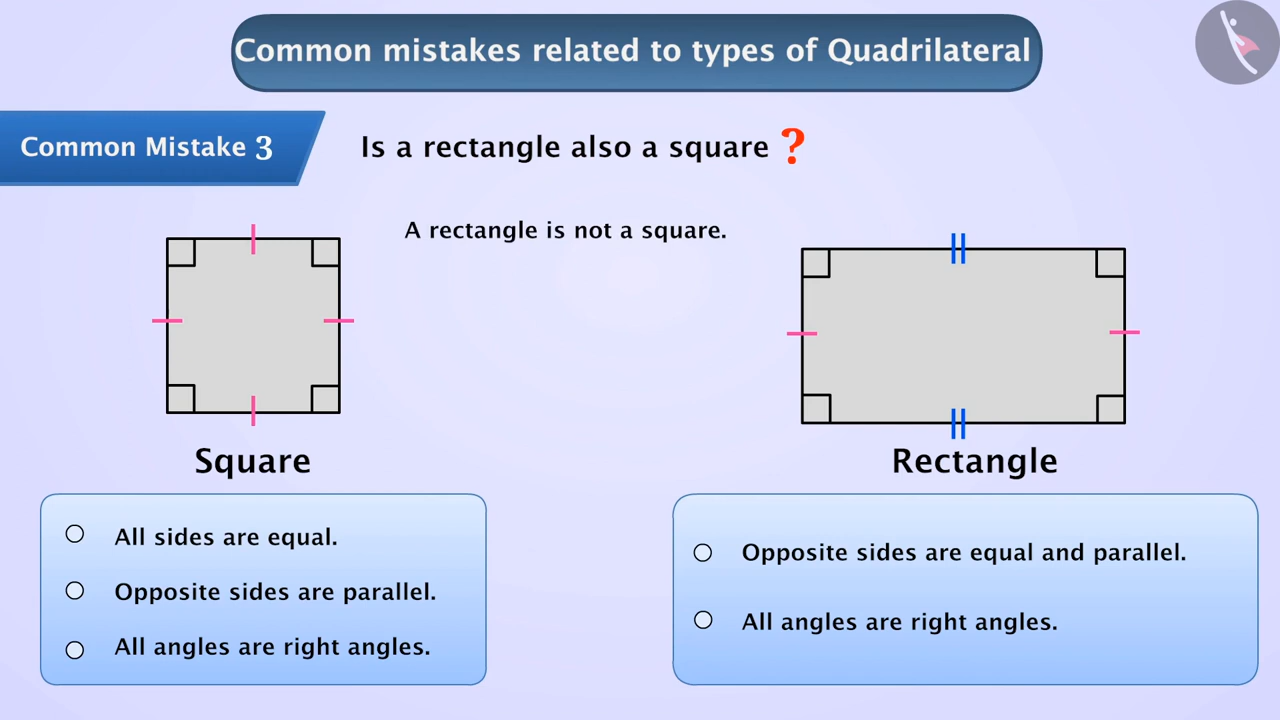 Common mistakes related to types of Quadrilateral
Common Mistake 3
Is a rectangle also a square ?
A rectangle is not a square.
Square
Rectangle
All sides are equal.
Opposite sides are parallel.
All angles are right angles.
Opposite sides are equal and parallel.
All angles are right angles.